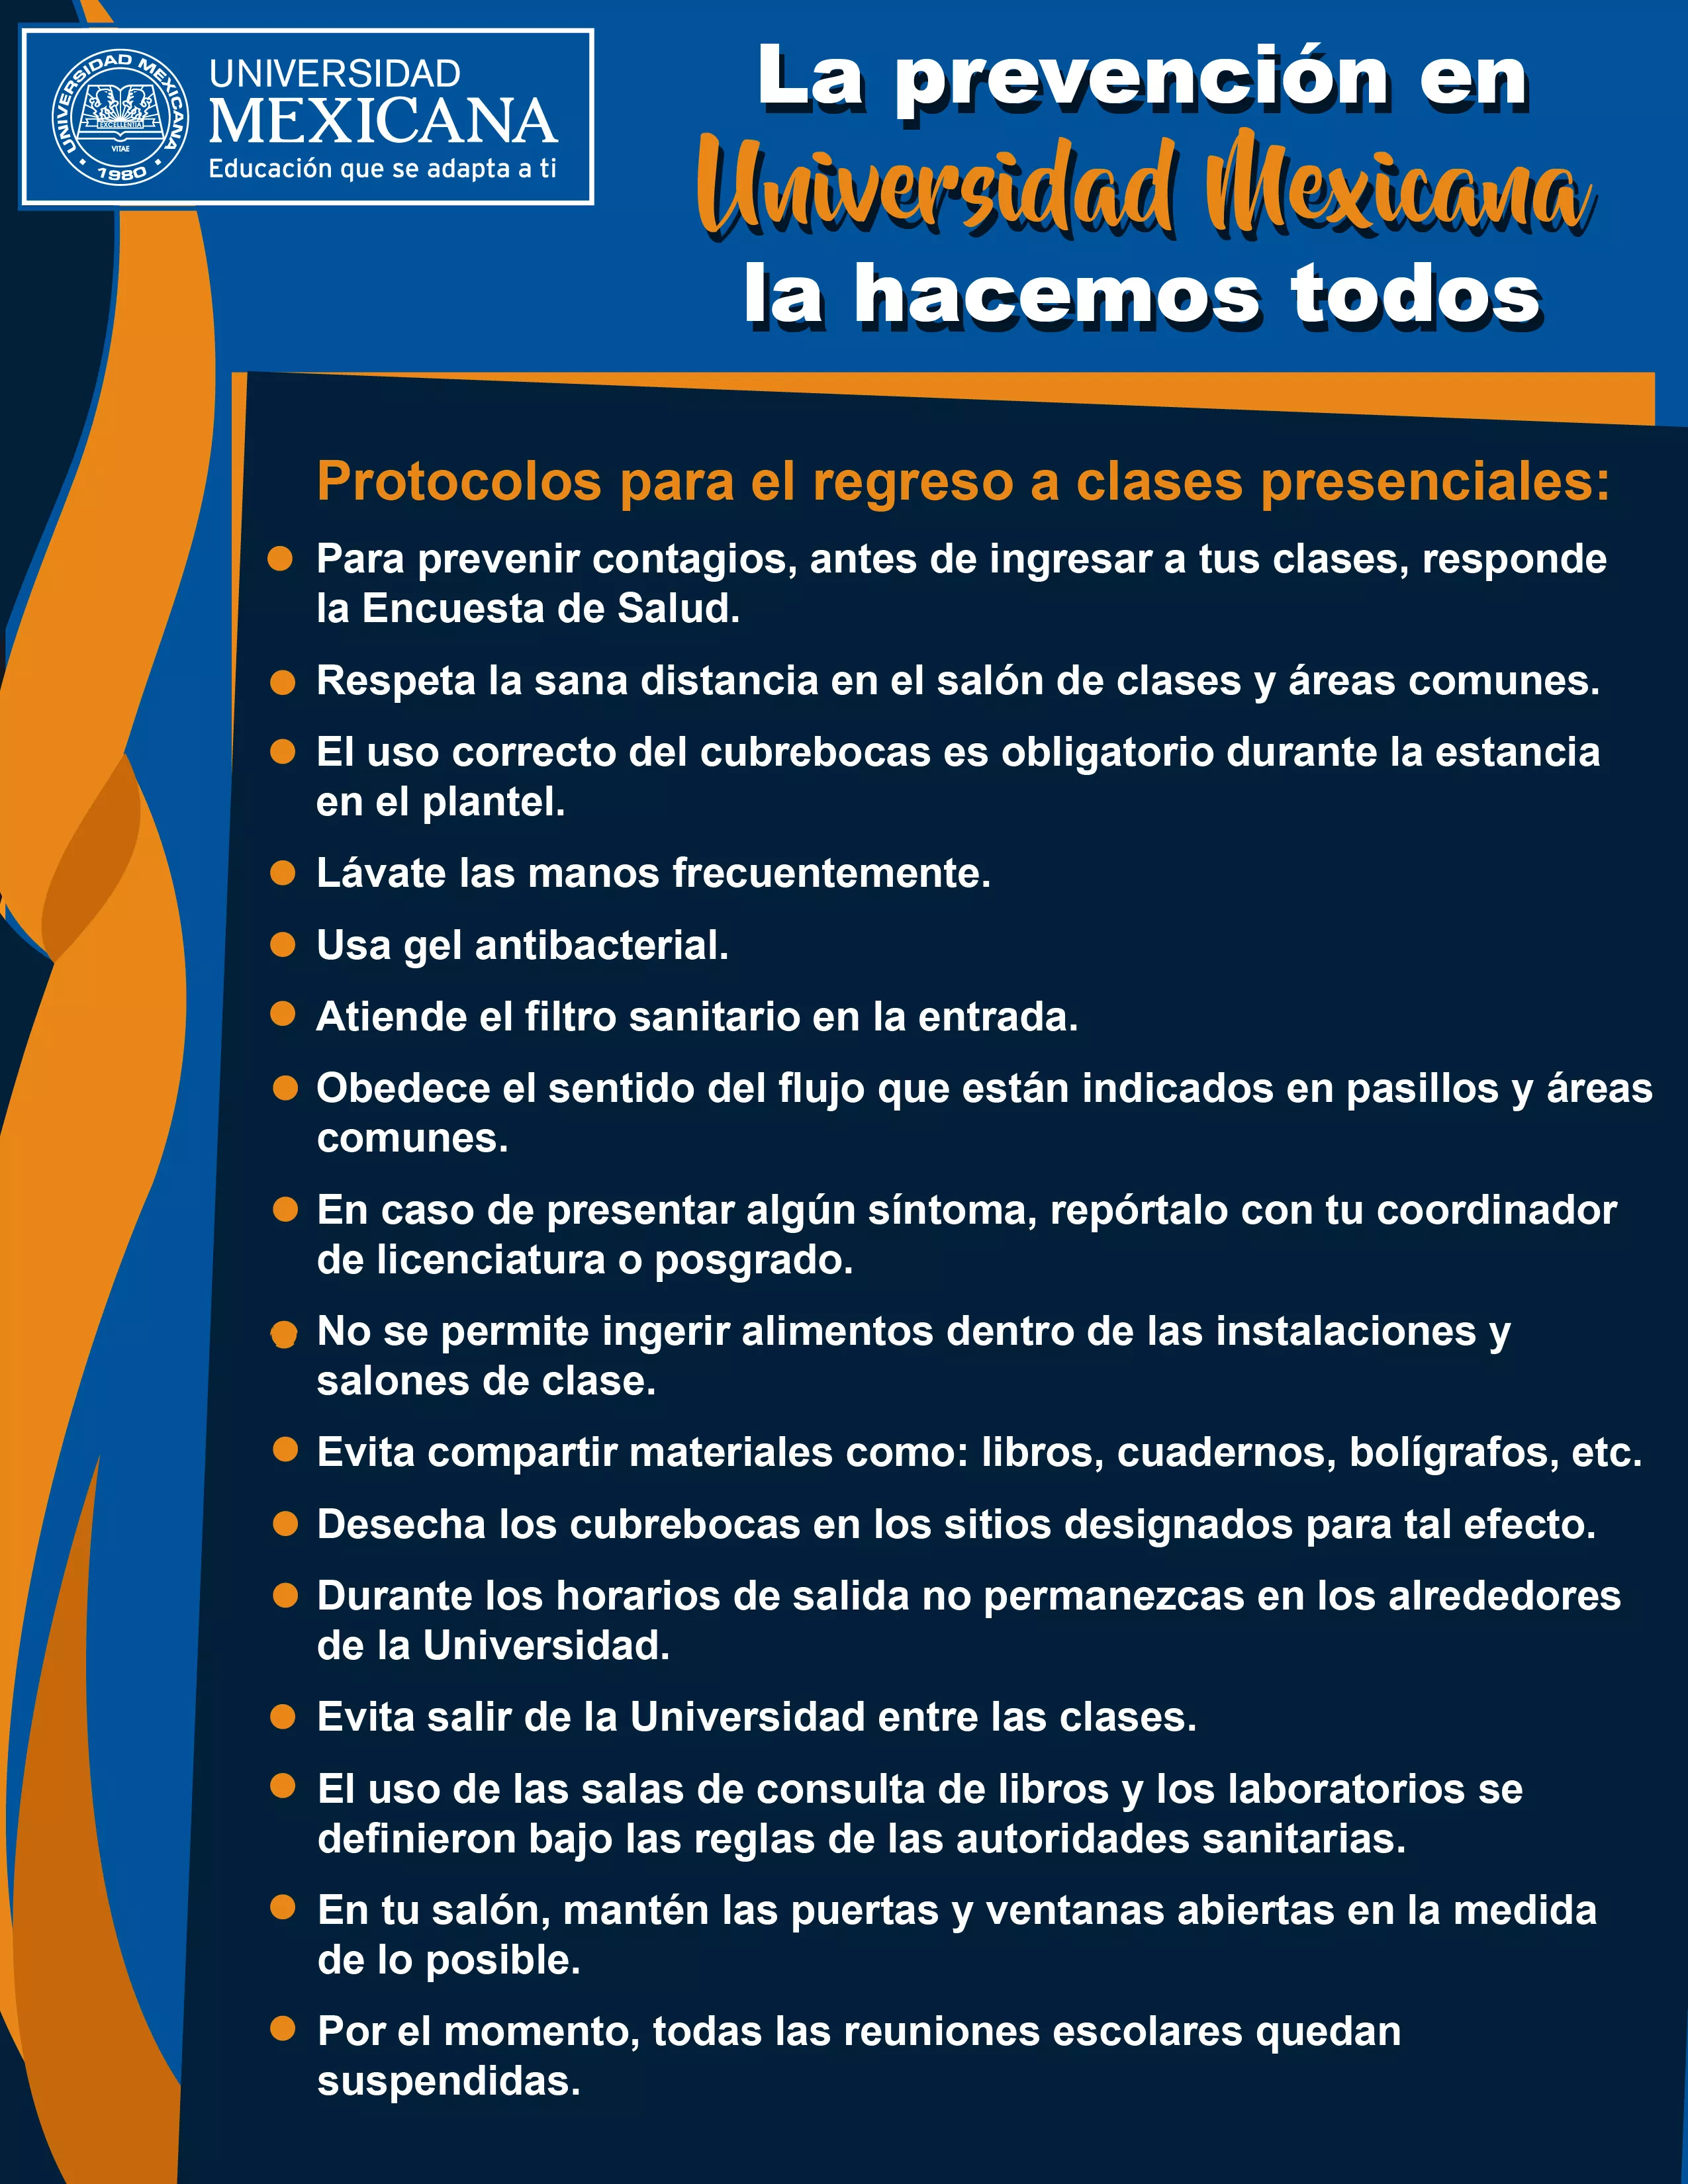 UNIVERSIDAD MEXICANA
EXCELLENTIA
VITAE
1980
UNIVERSIDAD
MEXICANA
Educación que se adapta a ti
La prevención en
Universidad Mexicana
la hacemos todos
Protocolos para el regreso a clases presenciales:
Para prevenir contagios, antes de ingresar a tus clases, responde
la Encuesta de Salud.
Respeta la sana distancia en el salón de clases y áreas comunes.
El uso correcto del cubrebocas es obligatorio durante la estancia
en el plantel.
Lávate las manos frecuentemente.
Usa gel antibacterial.
Atiende el filtro sanitario en la entrada.
Obedece el sentido del flujo que están indicados en pasillos y áreas
comunes.
En caso de presentar algún síntoma, repórtalo con tu coordinador
de licenciatura o posgrado.
No se permite ingerir alimentos dentro de las instalaciones y
salones de clase.
Evita compartir materiales como: libros, cuadernos, bolígrafos, etc.
Desecha los cubrebocas en los sitios designados para tal efecto.
Durante los horarios de salida no permanezcas en los alrededores
de la Universidad.
Evita salir de la Universidad entre las clases.
El uso de las salas de consulta de libros y los laboratorios se
definieron bajo las reglas de las autoridades sanitarias.
En tu salón, mantén las puertas y ventanas abiertas en la medida
de lo posible.
Por el momento, todas las reuniones escolares quedan
suspendidas.